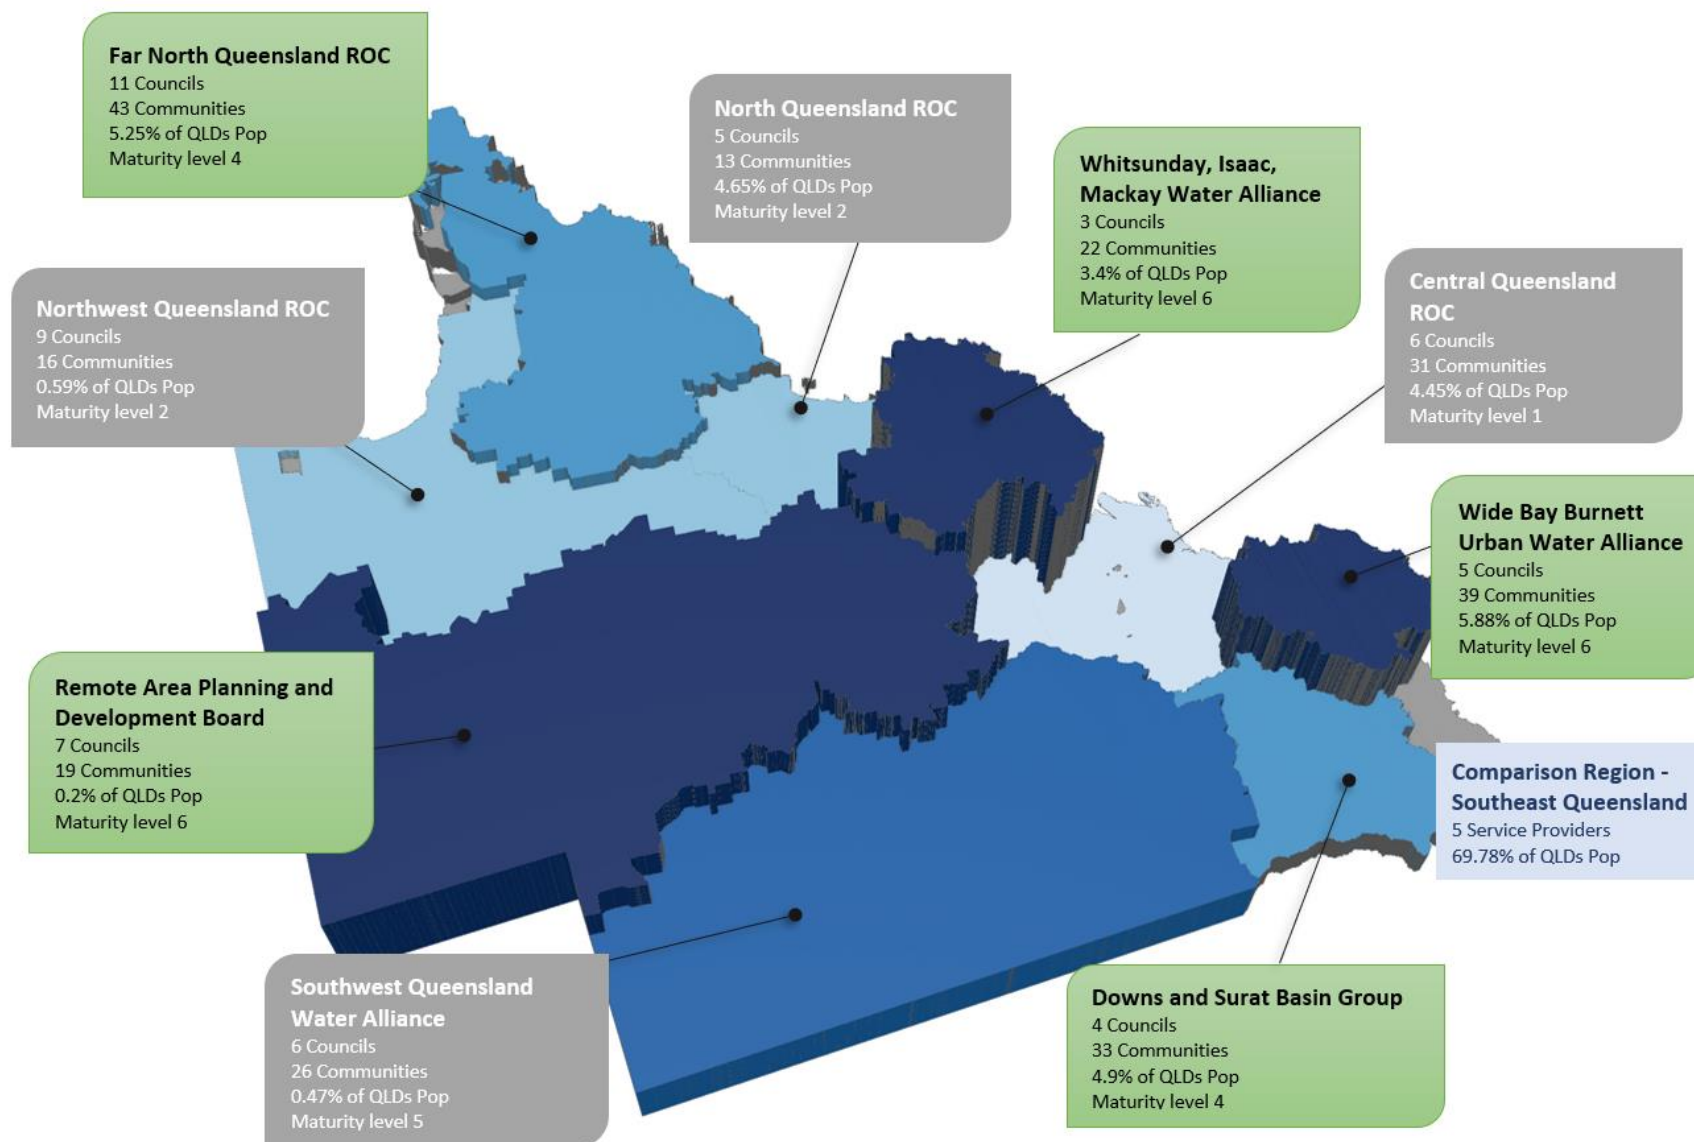 Far North Queensland ROC
11 Councils
43 Communities
5.25% of QLDs Pop
Maturity level 4
North Queensland ROC
5 Councils
13 Communities
4.65% of QLDs Pop
Maturity level 2
Whitsunday, Isaac,
Mackay Water Alliance
3 Councils
22 Communities
3.4% of QLDs Pop
Maturity level 6
Northwest Queensland ROC
9 Councils
16 Communities
0.59% of QLDs Pop
Maturity level 2
Central Queensland
ROC
6 Councils
31 Communities
4.45% of QLDs Pop
Maturity level 1
Wide Bay Burnett
Urban Water Alliance
5 Councils
39 Communities
5.88% of QLDs Pop
Maturity level 6
Remote Area Planning and
Development Board
7 Councils
19 Communities
0.2% of QLDs Pop
Maturity level 6
Comparison Region -
Southeast Queensland
5 Service Providers
69.78% of QLDs Pop
Southwest Queensland
Water Alliance
6 Councils
26 Communities
0.47% of QLDs Pop
Maturity level 5
Downs and Surat Basin Group
4 Councils
33 Communities
4.9% of QLDs Pop
Maturity level 4